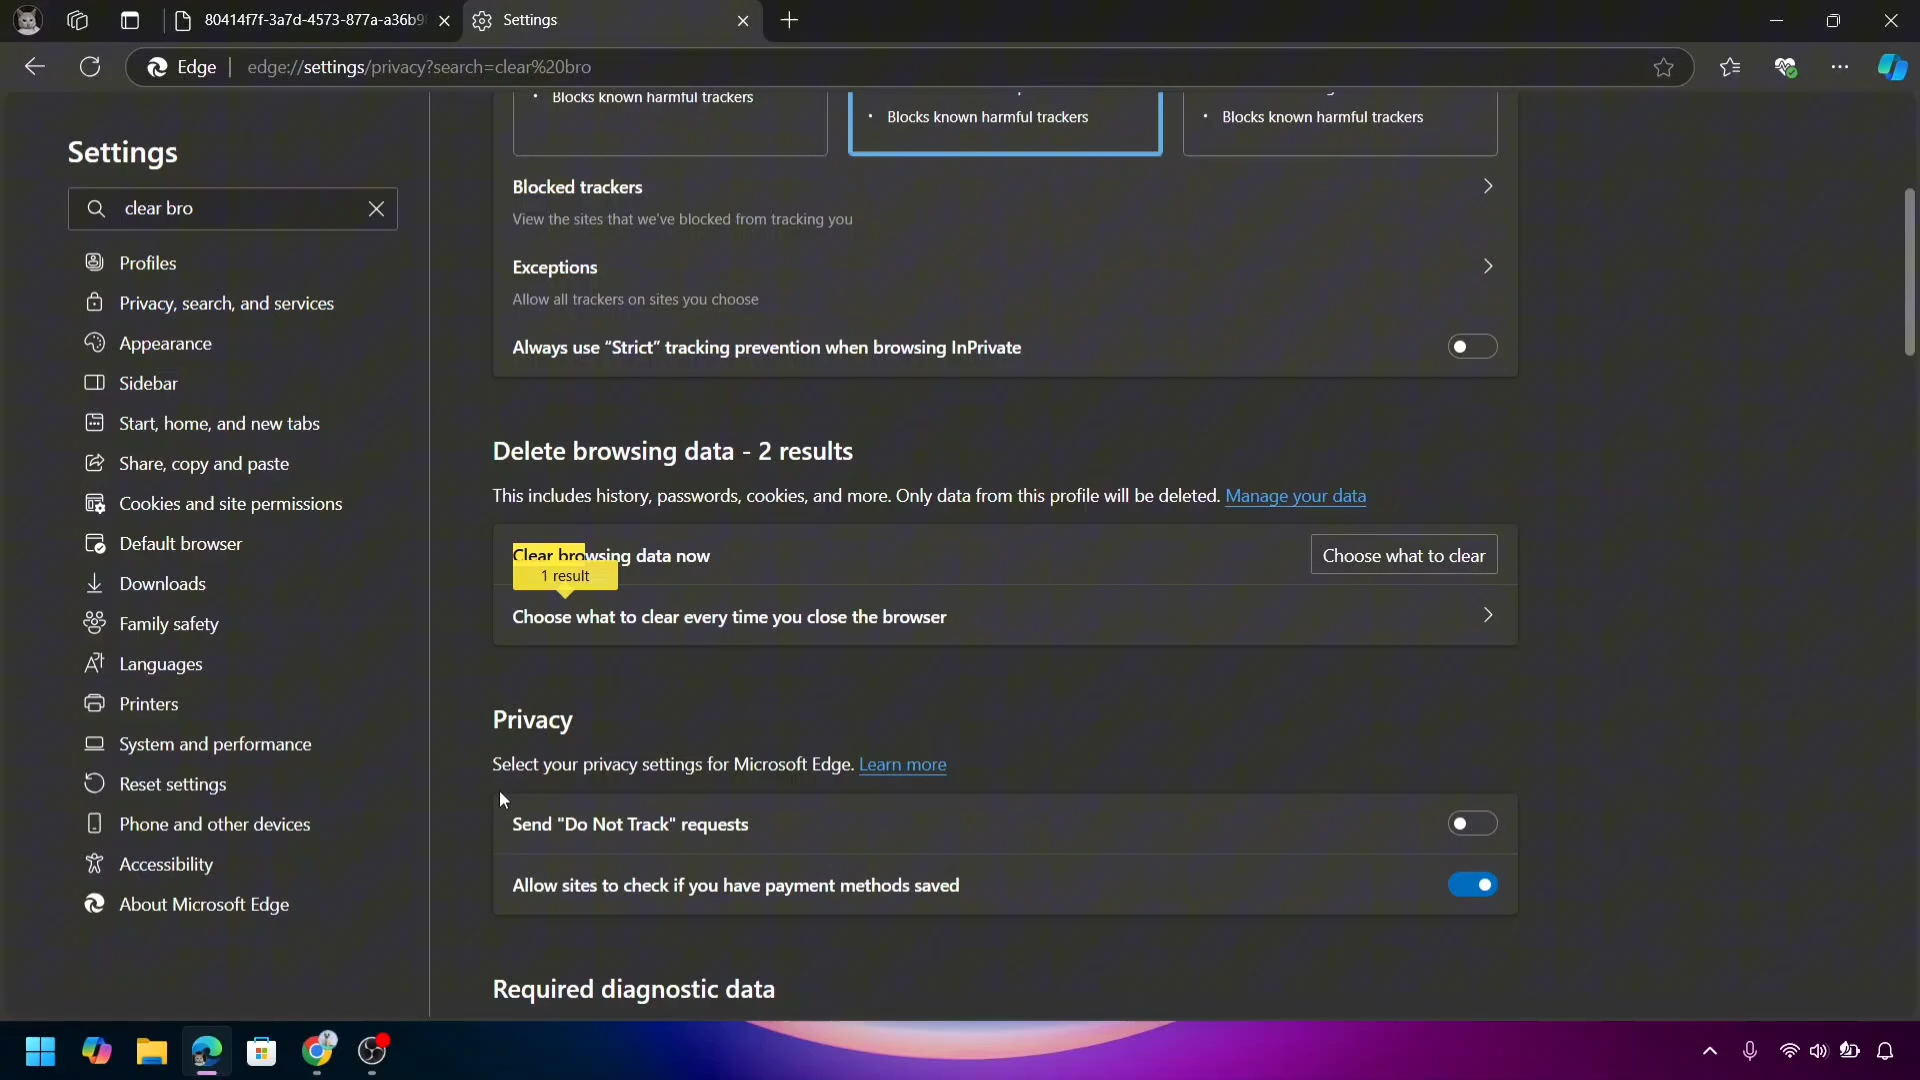 80414f7f-3a7d-4573-877a-a36b9
Settings
Edge
edge://settings/privacy?search=clear%20bro
Settings
clear bro
Profiles
Privacy, search, and services
Appearance
Sidebar
Start, home, and new tabs
Share, copy and paste
Cookies and site permissions
Default browser
Downloads
Family safety
Languages
Printers
System and performance
Reset settings
Phone and other devices
Accessibility
About Microsoft Edge
• Blocks known harmful trackers
• Blocks known harmful trackers
• Blocks known harmful trackers
Blocked trackers
View the sites that we've blocked from tracking you
Exceptions
Allow all trackers on sites you choose
Always use “Strict” tracking prevention when browsing InPrivate
Delete browsing data - 2 results
This includes history, passwords, cookies, and more. Only data from this profile will be deleted. Manage your data
Clear browsing data now
Choose what to clear
1 result
Choose what to clear every time you close the browser
Privacy
Select your privacy settings for Microsoft Edge. Learn more
Send "Do Not Track" requests
Allow sites to check if you have payment methods saved
Required diagnostic data